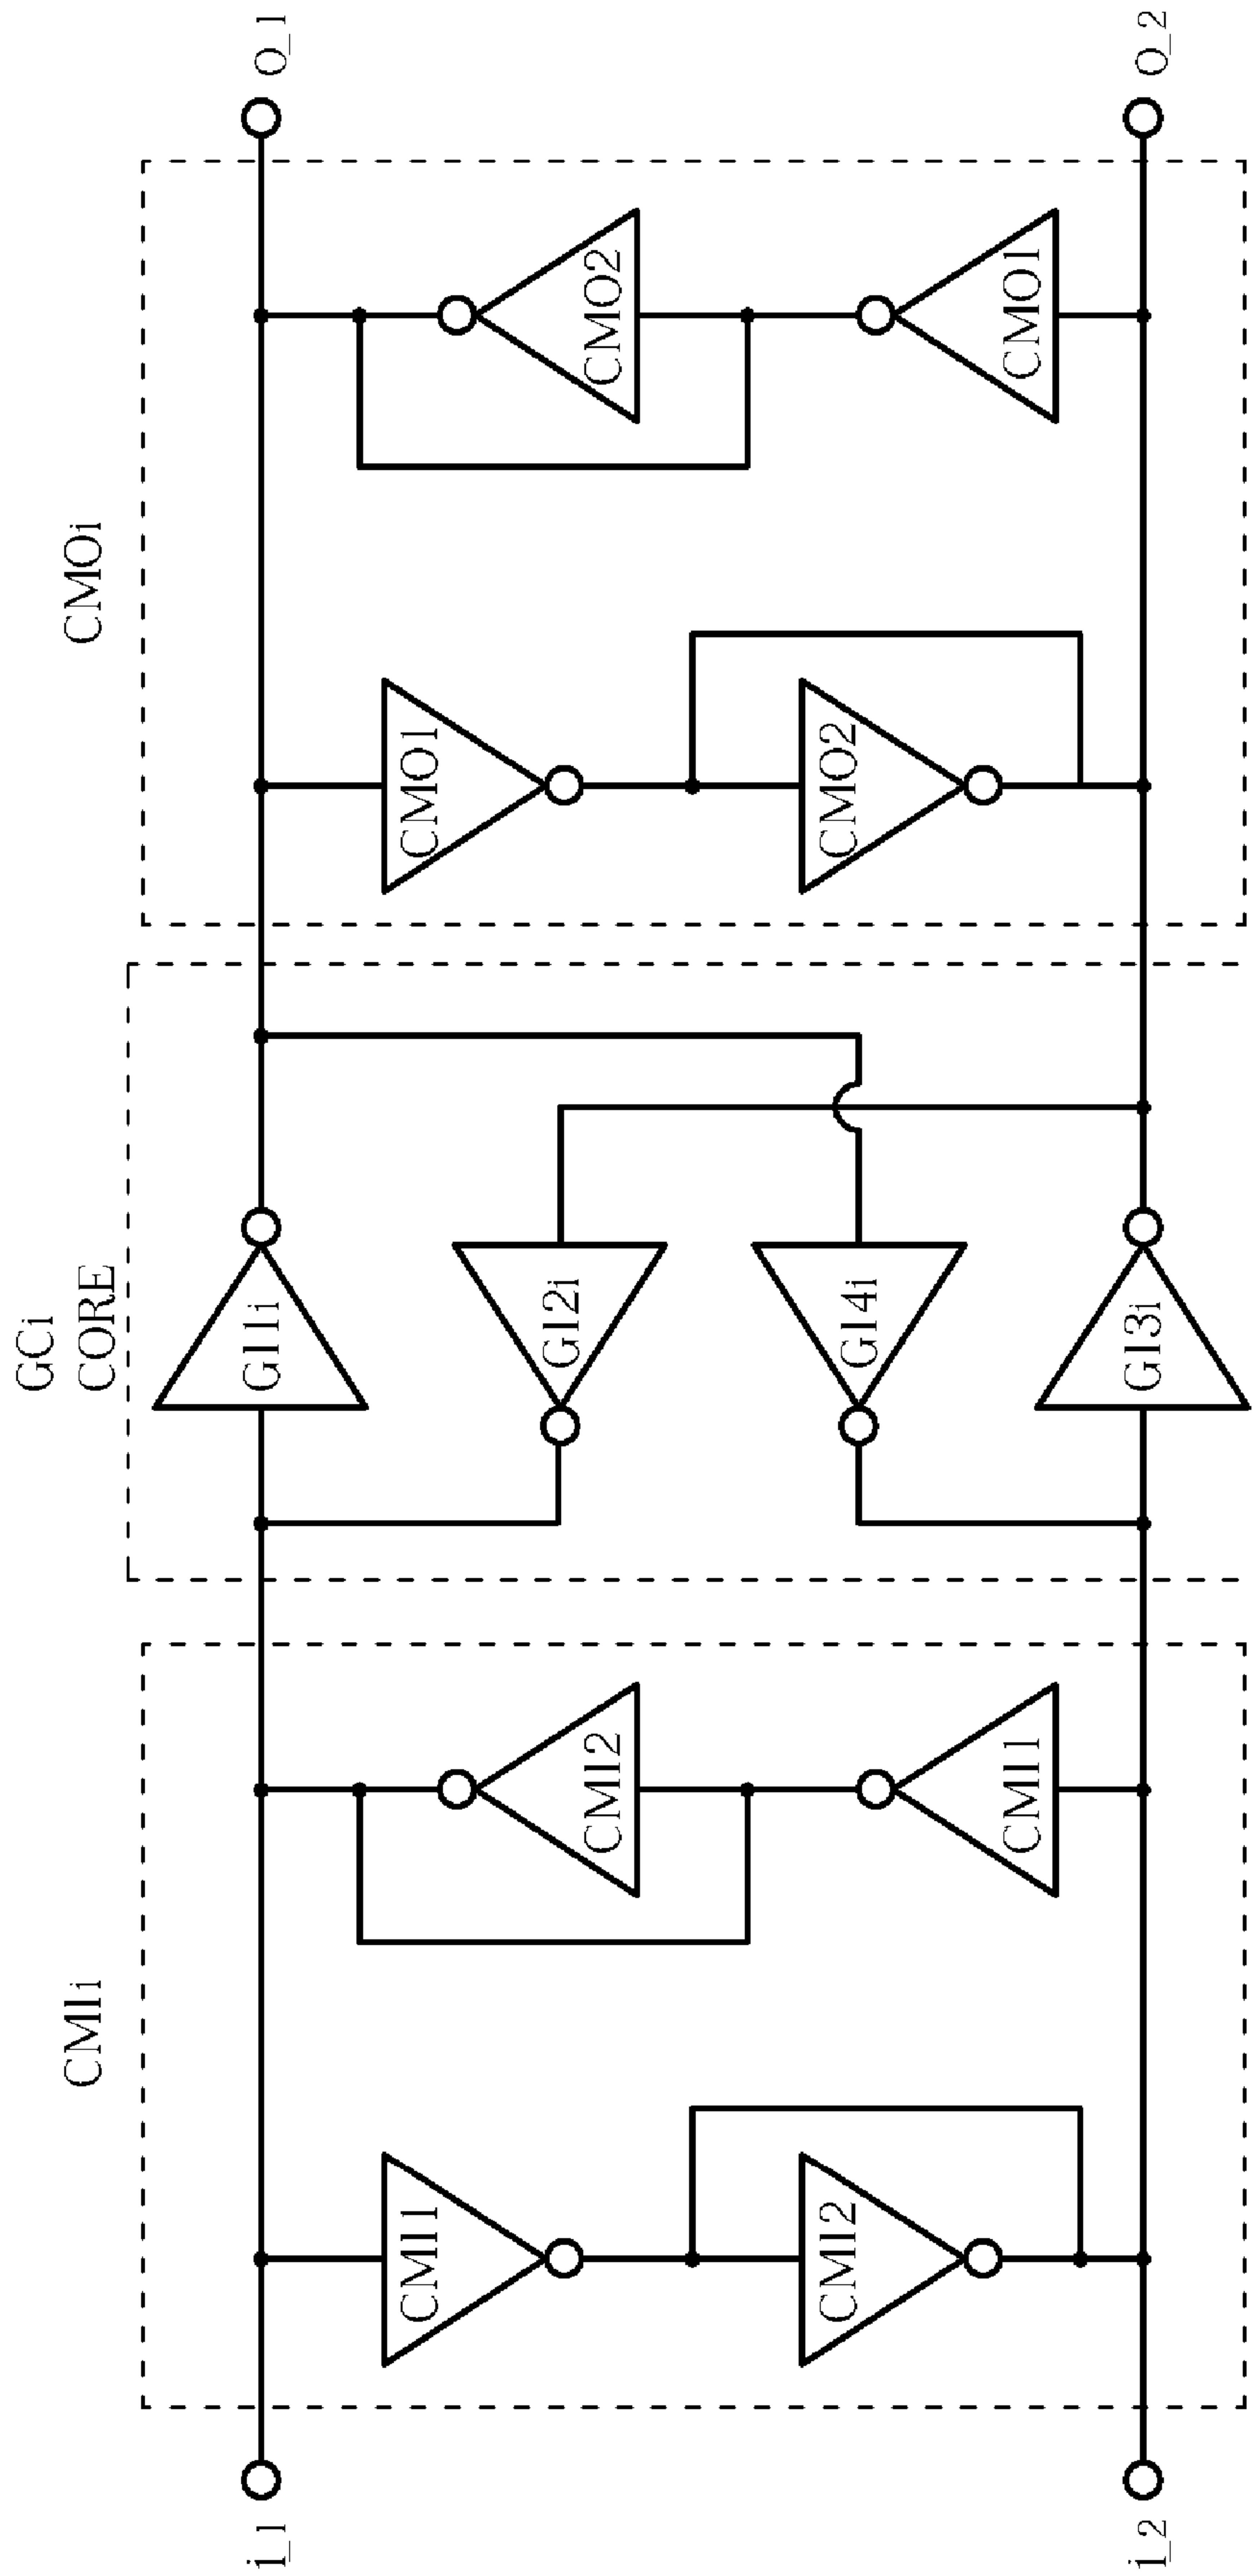 GCi
CORE
CMIi
CMOi
i_1
GI1i
O_1
CMI1
CMO1
GI2i
CMI2
CMO2
CMI2
CMO2
GI4i
CMI1
CMO1
i_2
GI3i
O_2